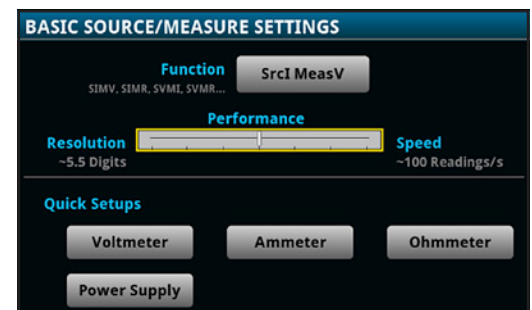 BASIC SOURCE/MEASURE SETTINGS
Function SrcI MeasV
SIMV, SIMR, SVMI, SVMR...
Performance
Resolution Speed
~5.5 Digits ~100 Readings/s
Quick Setups
Voltmeter Ammeter Ohmmeter
Power Supply